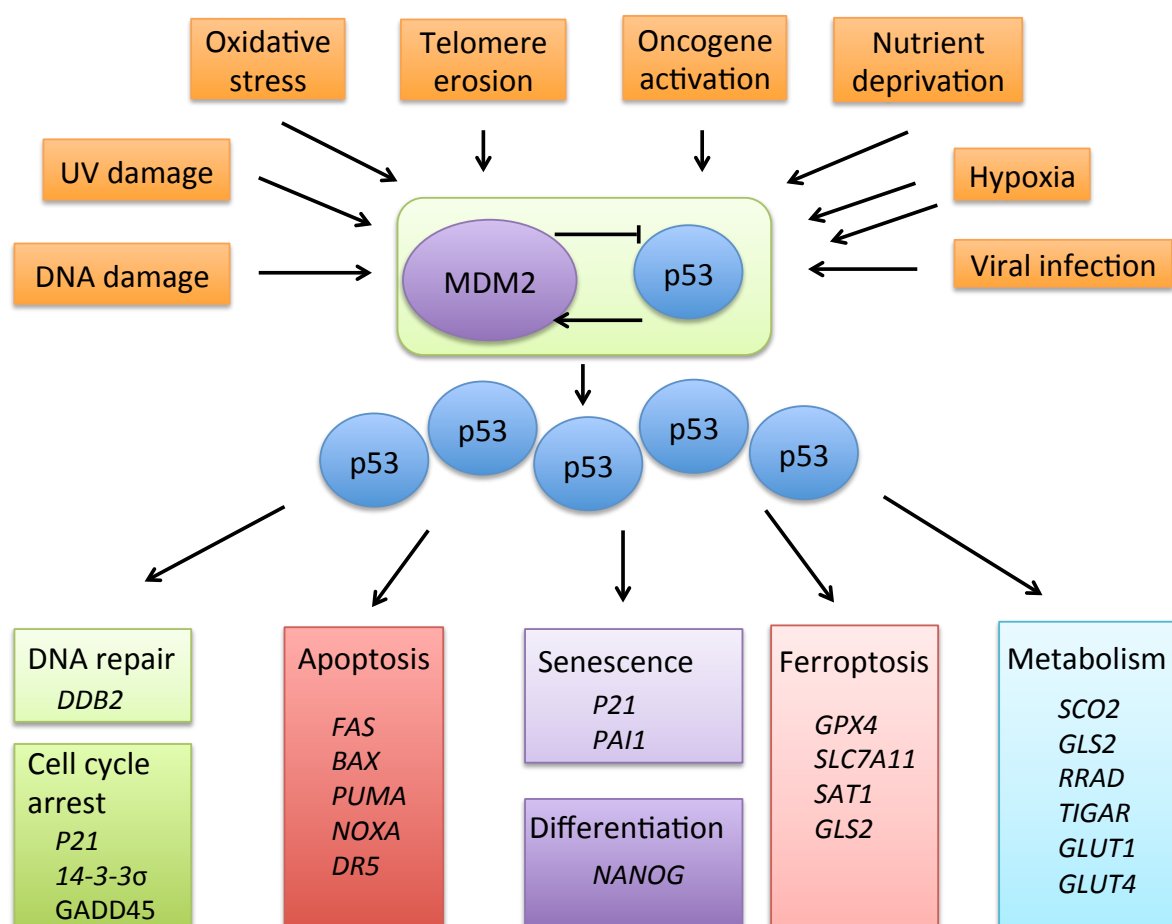 Oxidative
stress
Telomere
erosion
Oncogene
activation
Nutrient
deprivation
UV damage
Hypoxia
DNA damage
Viral infection
MDM2
p53
p53
p53
p53
p53
p53
DNA repair
DDB2
Cell cycle
arrest
P21
14-3-3σ
GADD45
Apoptosis
FAS
BAX
PUMA
NOXA
DR5
Senescence
P21
PAI1
Differentiation
NANOG
Ferroptosis
GPX4
SLC7A11
SAT1
GLS2
Metabolism
SCO2
GLS2
RRAD
TIGAR
GLUT1
GLUT4